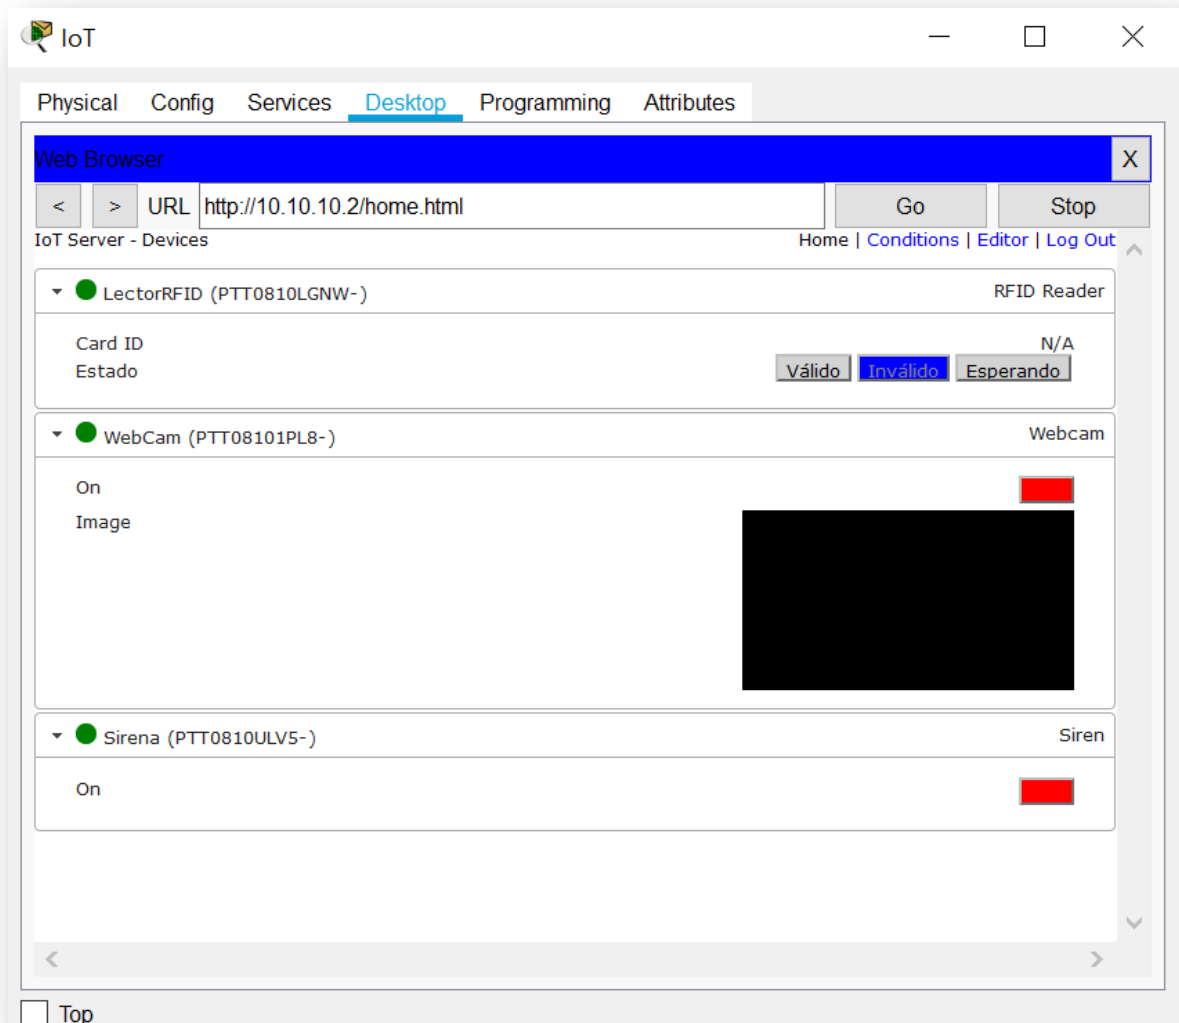 IoT
Physical Config Services Desktop Programming Attributes
Web Browser X
< > URL http://10.10.10.2/home.html Go Stop
IoT Server - Devices Home | Conditions | Editor | Log Out
LectorRFID (PTT0810LGNW-) RFID Reader
Card ID N/A
Estado Válido Inválido Esperando
WebCam (PTT08101PL8-) Webcam
On
Image
Sirena (PTT0810ULV5-) Siren
On
Top